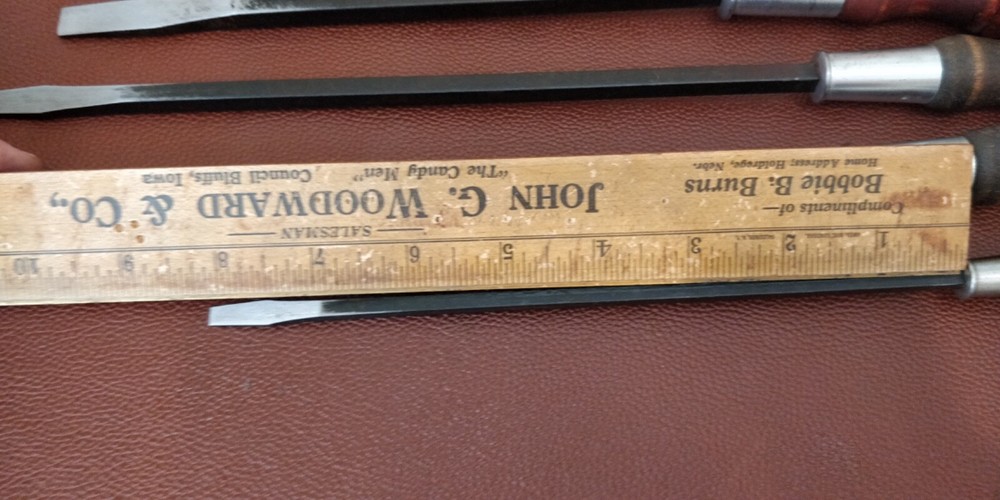 Compliments of—
Bobbie B. Burns
Home Address: Holdrege, Nebr.
— SALESMAN —
JOHN G. WOODWARD & CO.,
"The Candy Men" Council Bluffs, Iowa
1 2 3 4 5 6 7 8 9 10